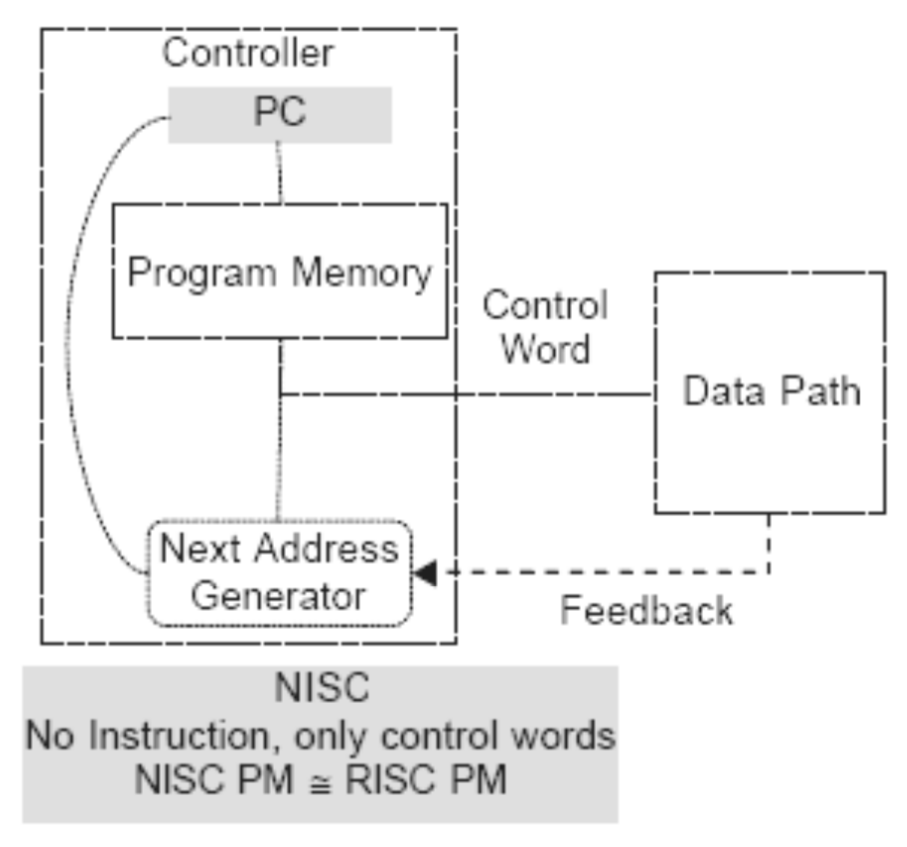 Controller
PC
Program Memory
Control
Word
Data Path
Next Address
Generator
Feedback
NISC
No Instruction, only control words
NISC PM ≅ RISC PM